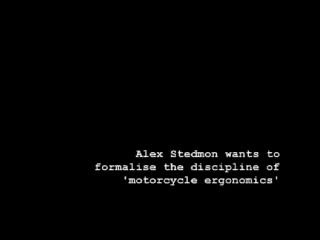 Alex Stedmon wants to
formalise the discipline of
'motorcycle ergonomics'